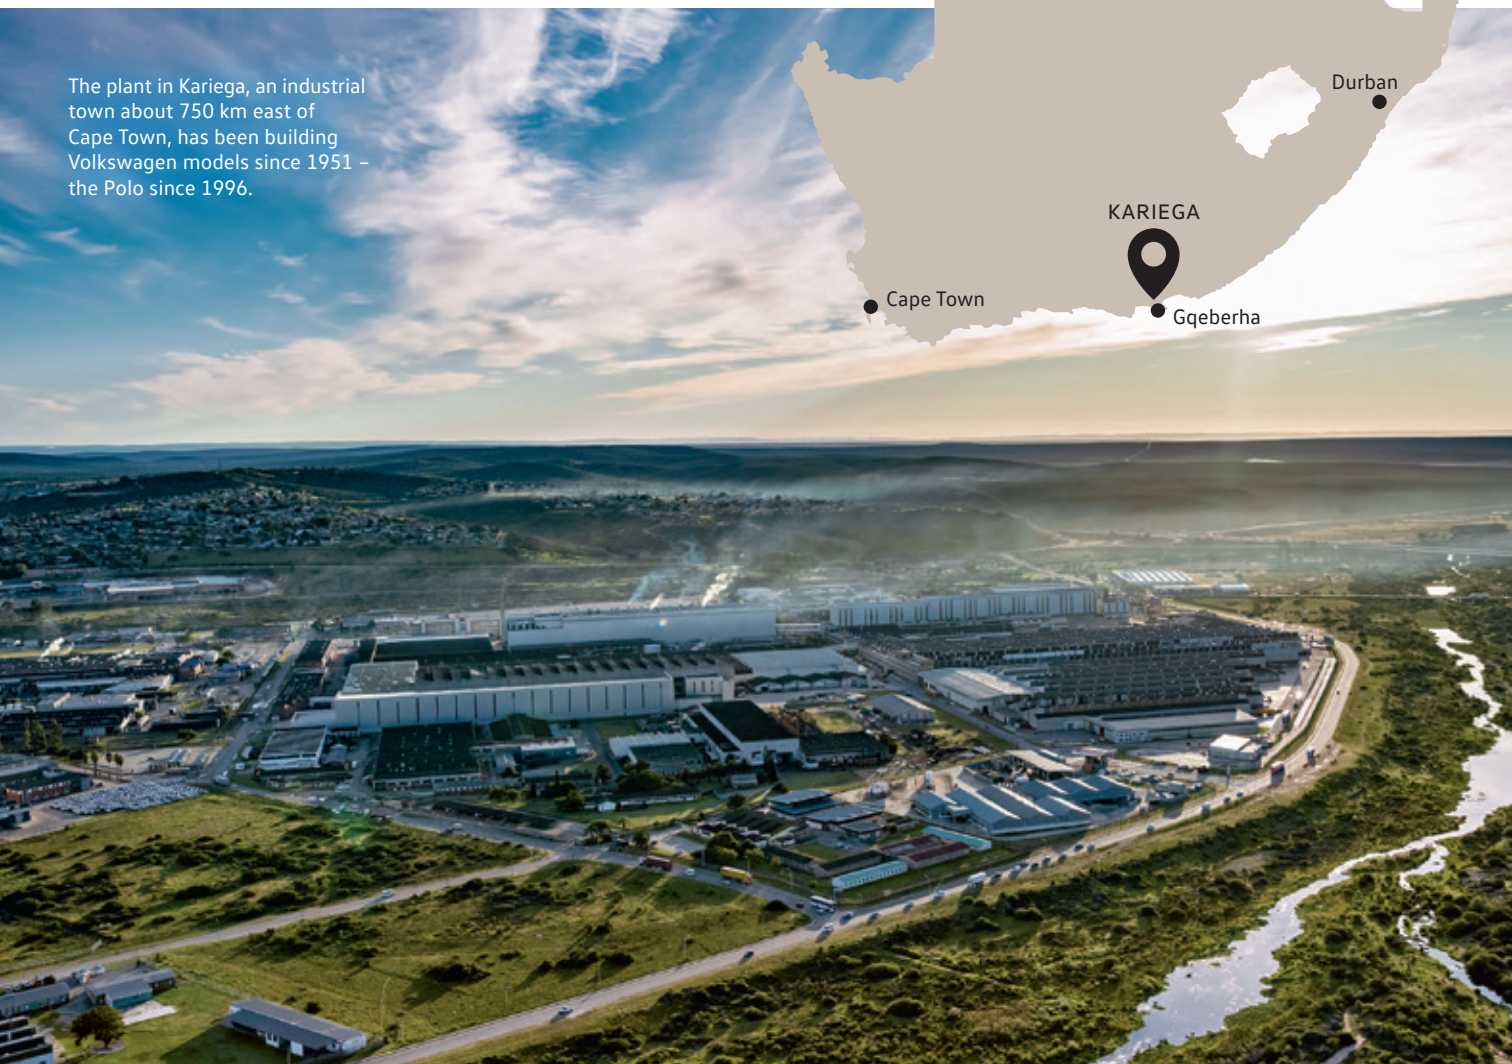 The plant in Kariega, an industrial
town about 750 km east of
Cape Town, has been building
Volkswagen models since 1951 –
the Polo since 1996.
Durban
KARIEGA
Cape Town
Gqeberha